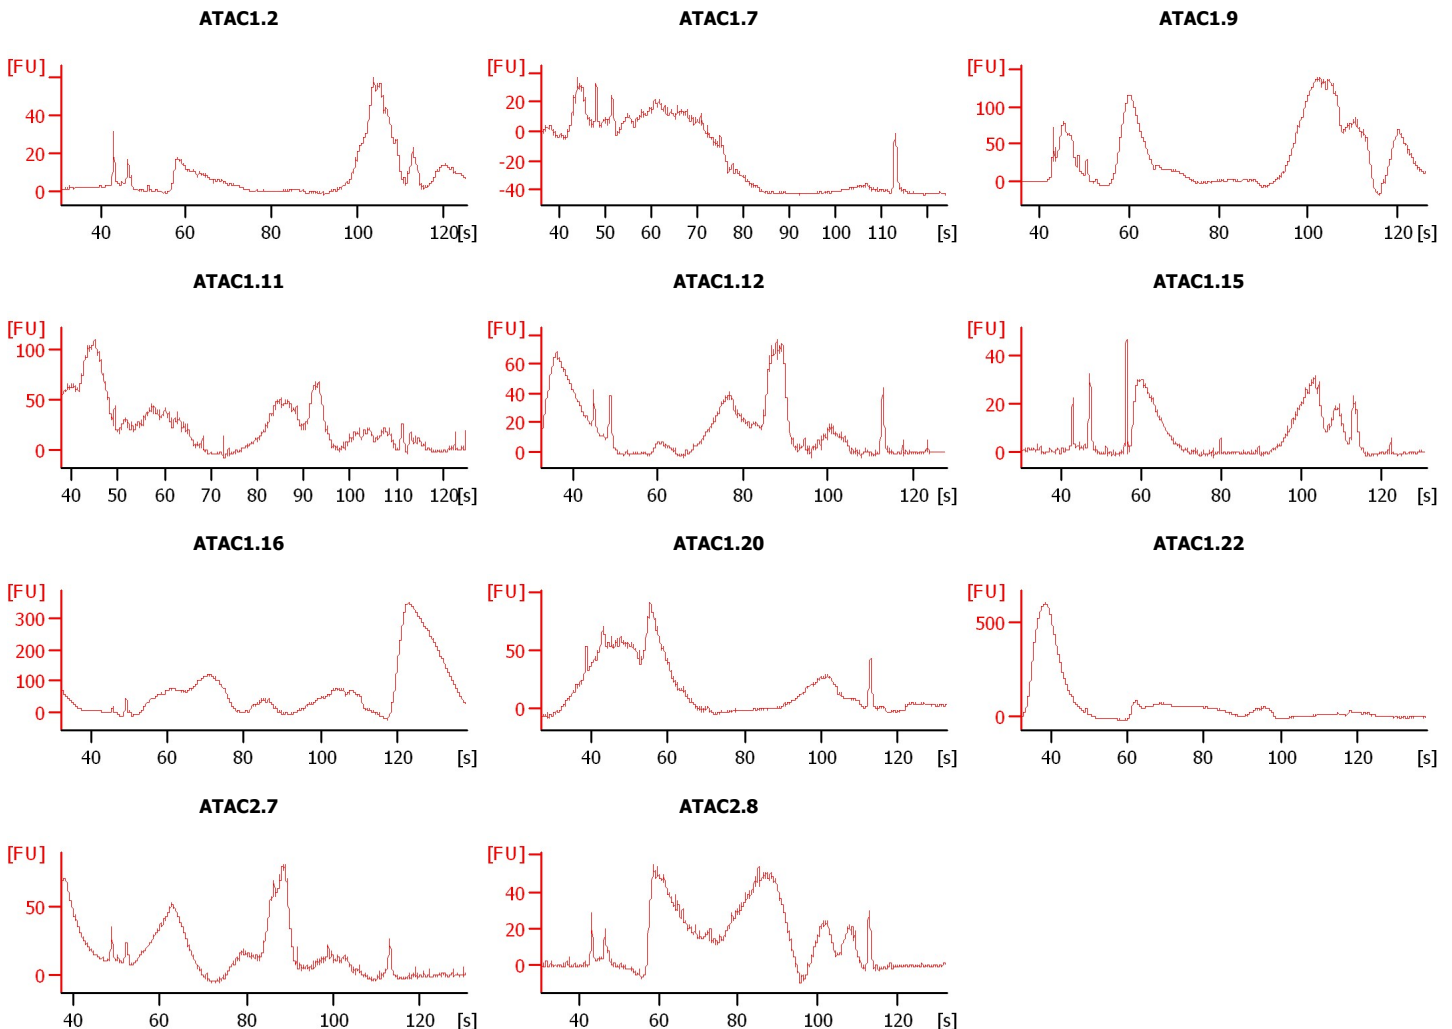 ATAC1.2 ATAC1.7 ATAC1.9
[FU] [FU] [FU]
40 20 100
20 0 50
0 -20 0
-40
40 60 80 100 120[s] 40 50 60 70 80 90 100 110 [s] 40 60 80 100 120 [s]
ATAC1.11 ATAC1.12 ATAC1.15
[FU] [FU] [FU]
100 60 40
50 40 20
0 20 0
0
40 50 60 70 80 90 100 110 120[s] 40 60 80 100 120 [s] 40 60 80 100 120 [s]
ATAC1.16 ATAC1.20 ATAC1.22
[FU] [FU] [FU]
300 50 500
200 0 0
100
0
40 60 80 100 120 [s] 40 60 80 100 120 [s] 40 60 80 100 120 [s]
ATAC2.7 ATAC2.8
[FU] [FU]
50 40
0 20
0
40 60 80 100 120 [s] 40 60 80 100 120 [s]